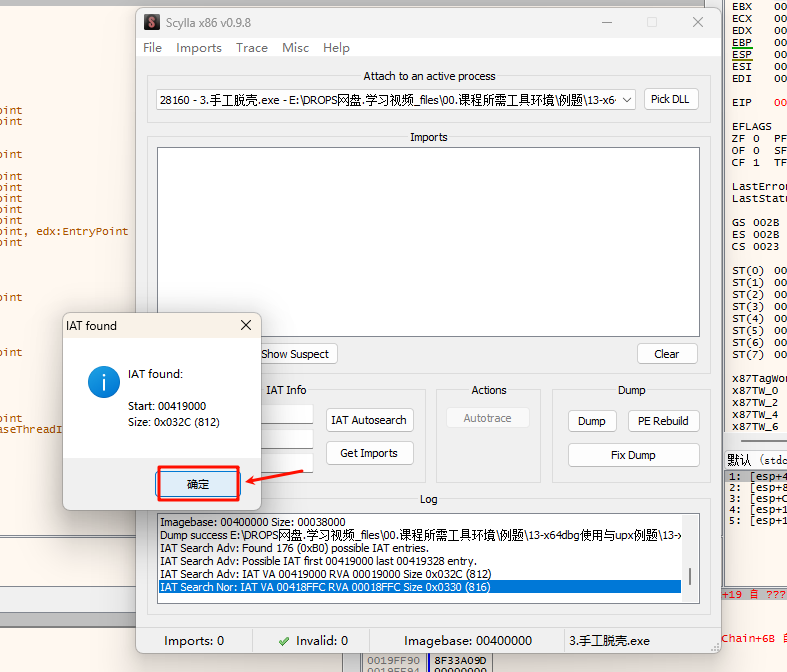 Scylla x86 v0.9.8
File Imports Trace Misc Help
Attach to an active process
28160 - 3.手工脱壳.exe - E:\DROPS网盘.学习视频_files\00.课程所需工具环境\例题\13-x6
Pick DLL
Imports
Show Suspect
Clear
IAT Info
IAT Autosearch
Get Imports
Actions
Autotrace
Dump
Dump
PE Rebuild
Fix Dump
Log
Imagebase: 00400000 Size: 00038000
Dump success E:\DROPS网盘.学习视频_files\00.课程所需工具环境\例题\13-x64dbg使用与upx例题\13-x
IAT Search Adv: Found 176 (0xB0) possible IAT entries.
IAT Search Adv: Possible IAT first 00419000 last 00419328 entry.
IAT Search Adv: IAT VA 00419000 RVA 00019000 Size 0x032C (812)
IAT Search Nor: IAT VA 00418FFC RVA 00018FFC Size 0x0330 (816)
Imports: 0
Invalid: 0
Imagebase: 00400000
3.手工脱壳.exe
IAT found
IAT found:
Start: 00419000
Size: 0x032C (812)
确定
oint
oint
oint
oint
oint
oint
oint
oint
oint, edx:EntryPoint
oint
oint
oint
oint
aseThreadI
EBX 00
ECX 00
EDX 00
EBP 00
ESP 00
ESI 00
EDI 00
EIP 00
EFLAGS
ZF 0 PF
OF 0 SF
CF 1 TF
LastErro
LastStat
GS 002B
ES 002B
CS 0023
ST(0) 00
ST(1) 00
ST(2) 00
ST(3) 00
ST(4) 00
ST(5) 00
ST(6) 00
ST(7) 00
x87TagWo
x87TW_0
x87TW_2
x87TW_4
x87TW_6
默认 (stdc
1: [esp+4
2: [esp+8
3: [esp+C
4: [esp+1
5: [esp+1
+19 自 ???
Chain+6B 自
0019FF90 8F33A09D
0019FF94 00000000